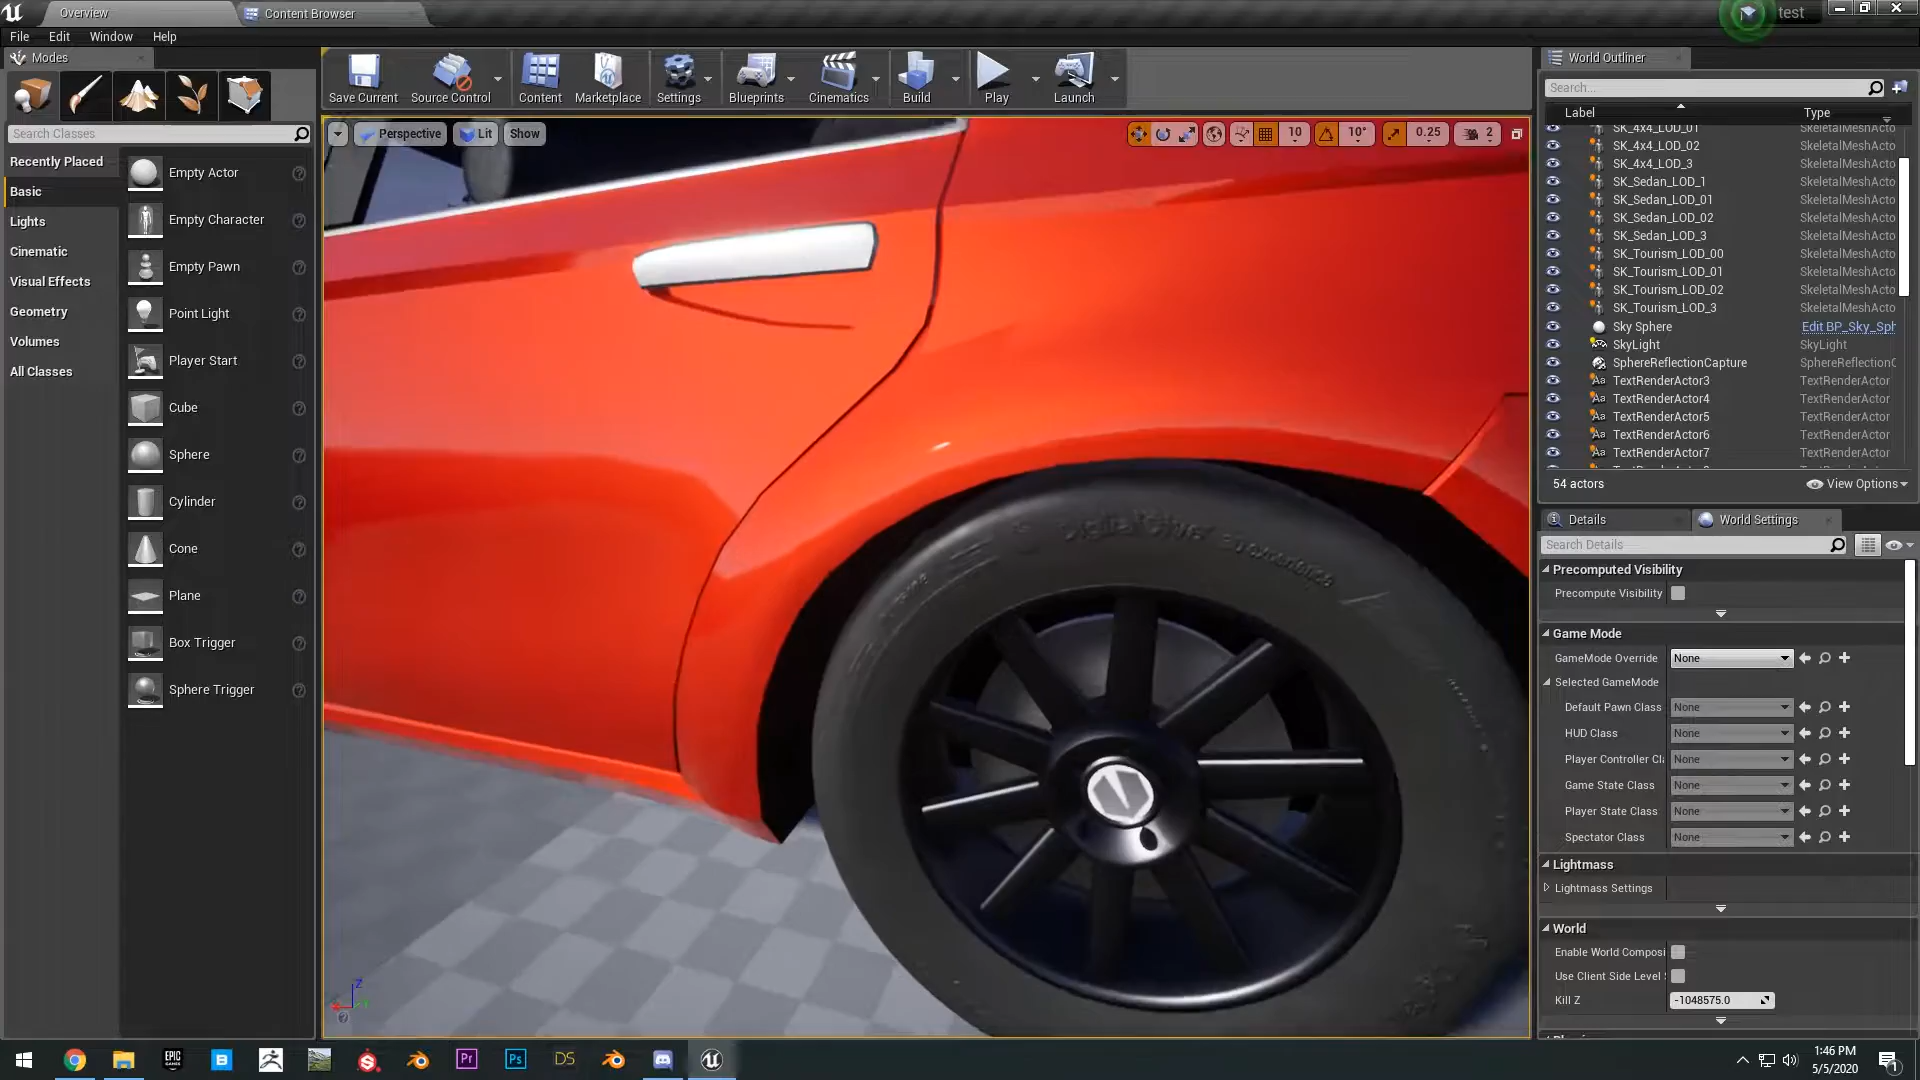 Overview
Content Browser
test
File Edit Window Help
Modes
Search Classes
Recently Placed
Basic
Lights
Cinematic
Visual Effects
Geometry
Volumes
All Classes
Empty Actor
Empty Character
Empty Pawn
Point Light
Player Start
Cube
Sphere
Cylinder
Cone
Plane
Box Trigger
Sphere Trigger
Save Current
Source Control
Content
Marketplace
Settings
Blueprints
Cinematics
Build
Play
Launch
Perspective Lit Show
10 10° 0.25 2
World Outliner
Search...
Label Type
SK_4x4_LOD_01
SK_4x4_LOD_02 SkeletalMeshActo
SK_4x4_LOD_3 SkeletalMeshActo
SK_Sedan_LOD_1 SkeletalMeshActo
SK_Sedan_LOD_01 SkeletalMeshActo
SK_Sedan_LOD_02 SkeletalMeshActo
SK_Sedan_LOD_3 SkeletalMeshActo
SK_Tourism_LOD_00 SkeletalMeshActo
SK_Tourism_LOD_01 SkeletalMeshActo
SK_Tourism_LOD_02 SkeletalMeshActo
SK_Tourism_LOD_3 SkeletalMeshActo
Sky Sphere Edit BP_Sky_Sph
SkyLight SkyLight
SphereReflectionCapture SphereReflectionC
TextRenderActor3 TextRenderActor
TextRenderActor4 TextRenderActor
TextRenderActor5 TextRenderActor
TextRenderActor6 TextRenderActor
TextRenderActor7 TextRenderActor
54 actors View Options
Details World Settings
Search Details
Precomputed Visibility
Precompute Visibility
Game Mode
GameMode Override None
Selected GameMode
Default Pawn Class None
HUD Class None
Player Controller Cl None
Game State Class None
Player State Class None
Spectator Class None
Lightmass
Lightmass Settings
World
Enable World Composi
Use Client Side Level
Kill Z -1048575.0
Z
EPIC GAMES
B
Pr
Ps
DS
1:46 PM
5/5/2020
1